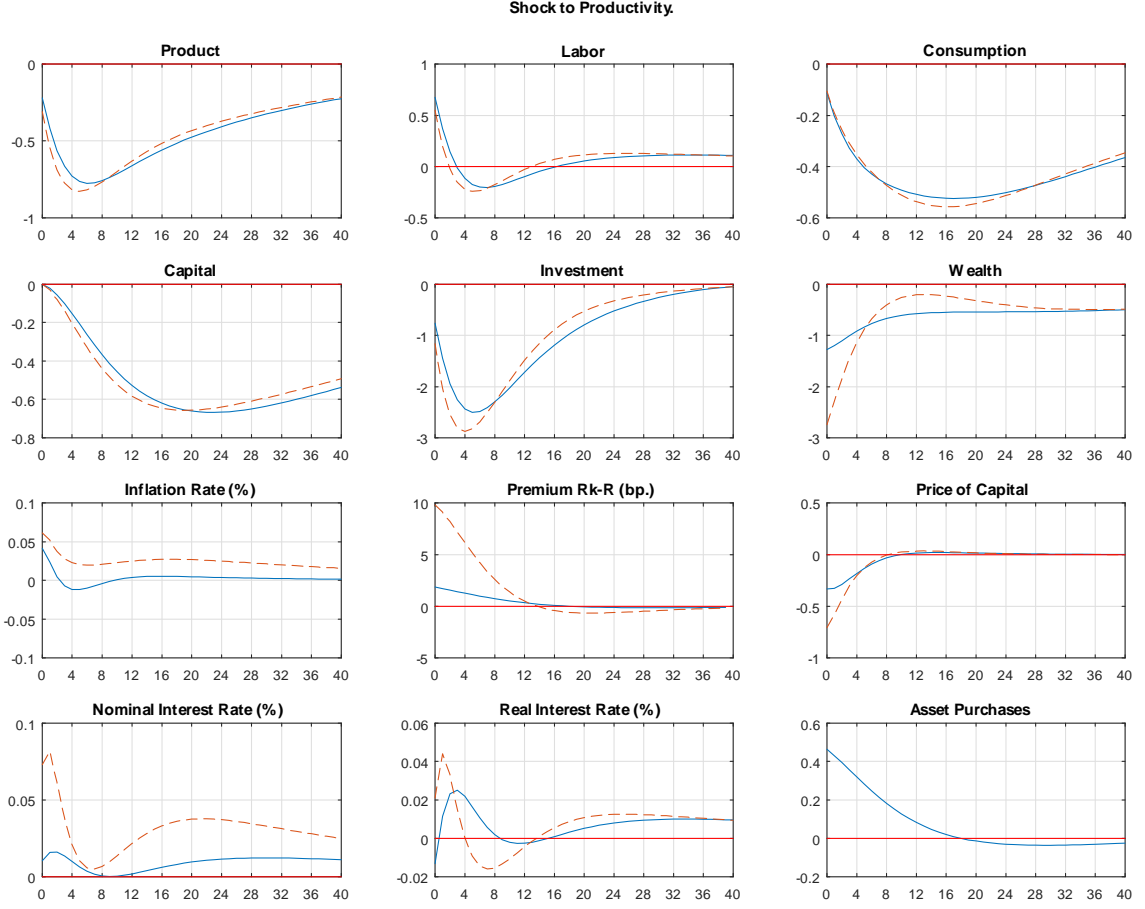 Shock to Productivity.
Product Labor Consumption
0 1 0
0.5 -0.2
-0.5 0 -0.4
-1 -0.5 -0.6
0 4 8 12 16 20 24 28 32 36 40 0 4 8 12 16 20 24 28 32 36 40 0 4 8 12 16 20 24 28 32 36 40
Capital Investment Wealth
0 0 0
-0.2 -1 -1
-0.4
-0.6 -2 -2
-0.8 -3 -3
0 4 8 12 16 20 24 28 32 36 40 0 4 8 12 16 20 24 28 32 36 40 0 4 8 12 16 20 24 28 32 36 40
Inflation Rate (%) Premium Rk-R (bp.) Price of Capital
0.1 10 0.5
0.05 5 0
0
-0.05 0 -0.5
-0.1 -5 -1
0 4 8 12 16 20 24 28 32 36 40 0 4 8 12 16 20 24 28 32 36 40 0 4 8 12 16 20 24 28 32 36 40
Nominal Interest Rate (%) Real Interest Rate (%) Asset Purchases
0.1 0.06 0.6
0.04 0.4
0.05 0.02 0.2
0 0
0 -0.02 -0.2
0 4 8 12 16 20 24 28 32 36 40 0 4 8 12 16 20 24 28 32 36 40 0 4 8 12 16 20 24 28 32 36 40